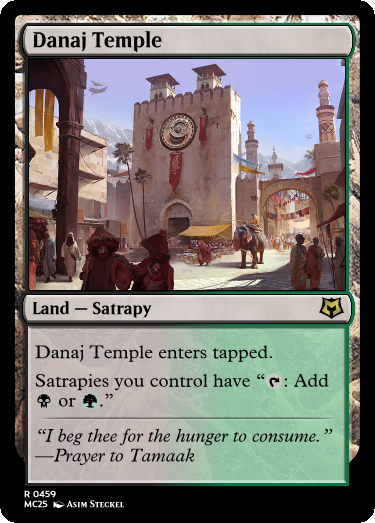 Danaj Temple
Land — Satrapy
Danaj Temple enters tapped.
Satrapies you control have “: Add
or .”
“I beg thee for the hunger to consume.”
—Prayer to Tamaak
R 0459
MC25 Asim Steckel